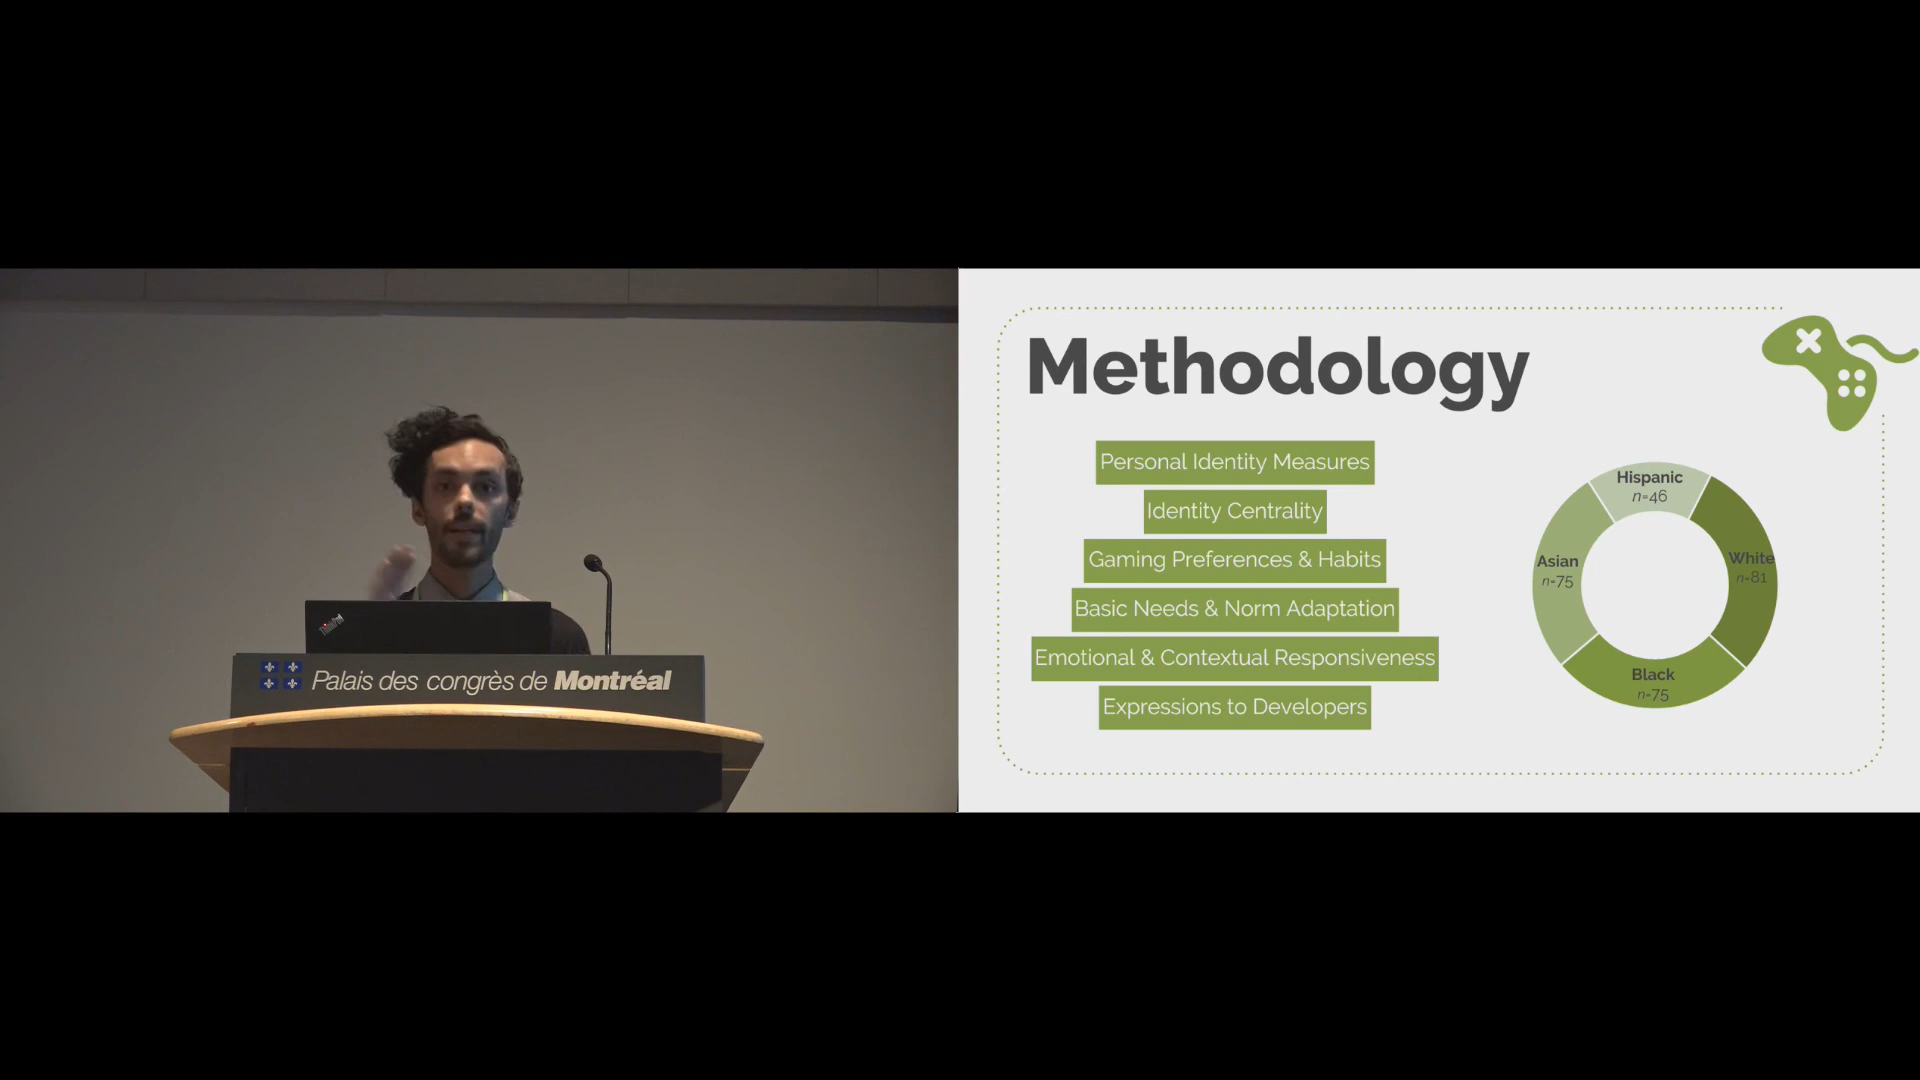 ThinkPad
Palais des congrès de Montréal
Methodology
Personal Identity Measures
Identity Centrality
Gaming Preferences & Habits
Basic Needs & Norm Adaptation
Emotional & Contextual Responsiveness
Expressions to Developers
Hispanic
n=46
White
n=81
Asian
n=75
Black
n=75